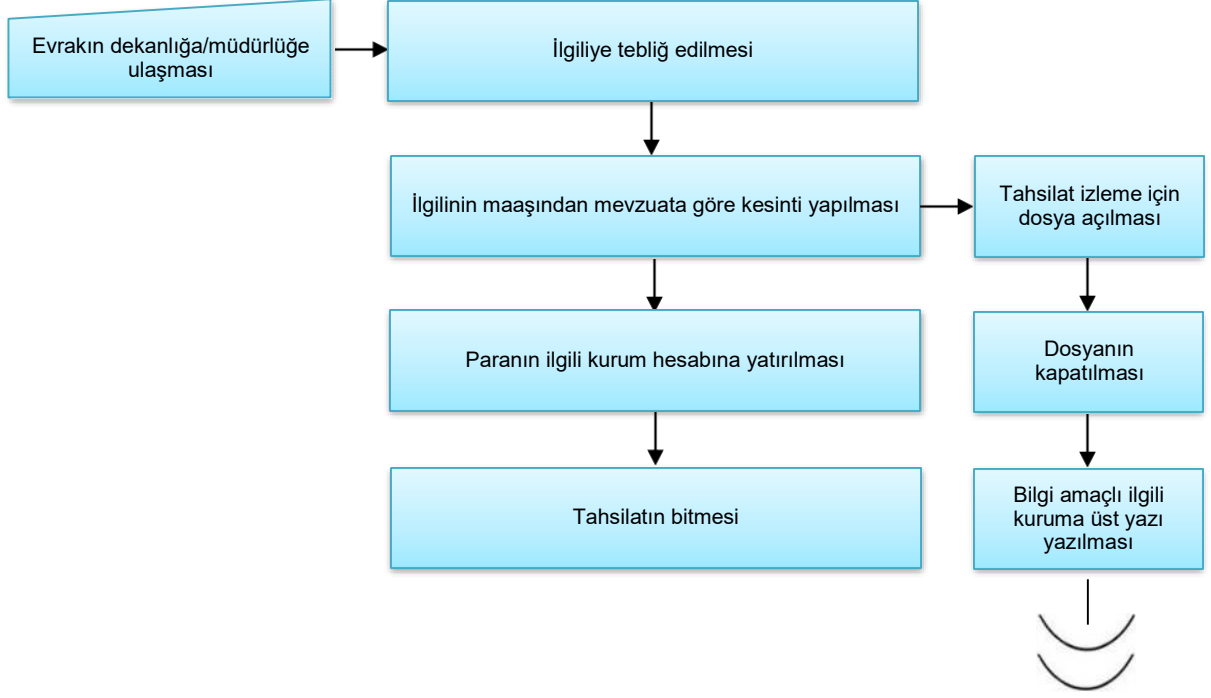 Evrakın dekanlığa/müdürlüğe
ulaşması
İlgiliye tebliğ edilmesi
İlgilinin maaşından mevzuata göre kesinti yapılması
Tahsilat izleme için
dosya açılması
Paranın ilgili kurum hesabına yatırılması
Dosyanın
kapatılması
Tahsilatın bitmesi
Bilgi amaçlı ilgili
kuruma üst yazı
yazılması